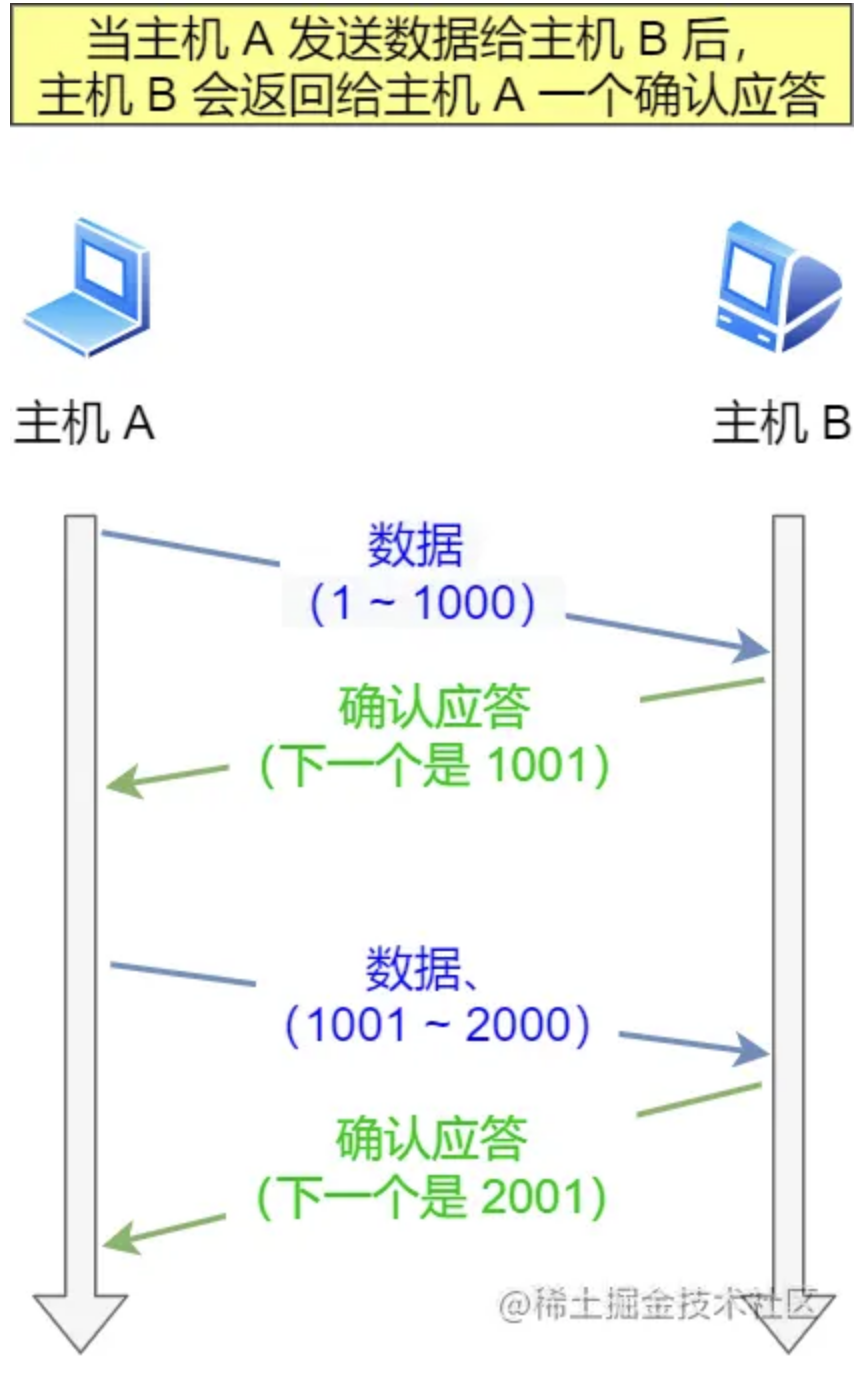 当主机 A 发送数据给主机 B 后，
主机 B 会返回给主机 A 一个确认应答
主机 A
主机 B
数据
（1 ~ 1000）
确认应答
（下一个是 1001）
数据、
（1001 ~ 2000）
确认应答
（下一个是 2001）
@稀土掘金技术社区